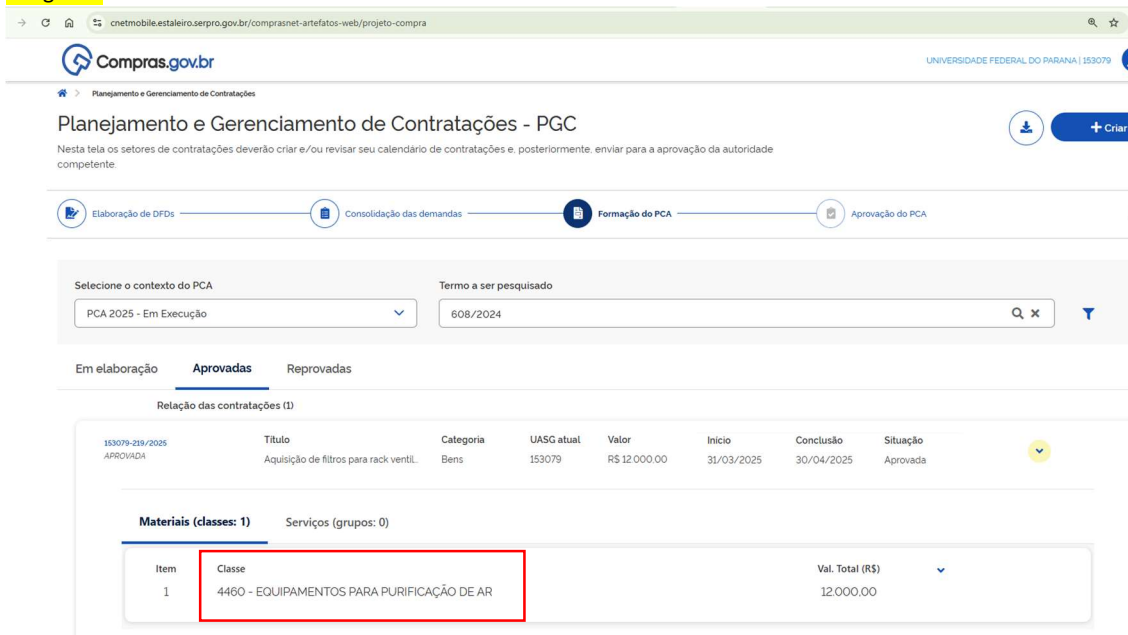 cnetmobile.estaleiro.serpro.gov.br/comprasnet-artefatos-web/projeto-compra
Compras.gov.br
UNIVERSIDADE FEDERAL DO PARANA | 153079
Planejamento e Gerenciamento de Contratações
Planejamento e Gerenciamento de Contratações - PGC
+ Criar
Nesta tela os setores de contratações deverão criar e/ou revisar seu calendário de contratações e, posteriormente, enviar para a aprovação da autoridade
competente.
Elaboração de DFDs
Consolidação das demandas
Formação do PCA
Aprovação do PCA
Selecione o contexto do PCA
Termo a ser pesquisado
PCA 2025 - Em Execução
608/2024
Em elaboração Aprovadas Reprovadas
Relação das contratações (1)
153079-219/2025 Título Categoria UASG atual Valor Início Conclusão Situação
APROVADA Aquisição de filtros para rack ventil... Bens 153079 R$ 12.000,00 31/03/2025 30/04/2025 Aprovada
Materiais (classes: 1) Serviços (grupos: 0)
Item Classe Val. Total (R$)
1 4460 - EQUIPAMENTOS PARA PURIFICAÇÃO DE AR 12.000,00